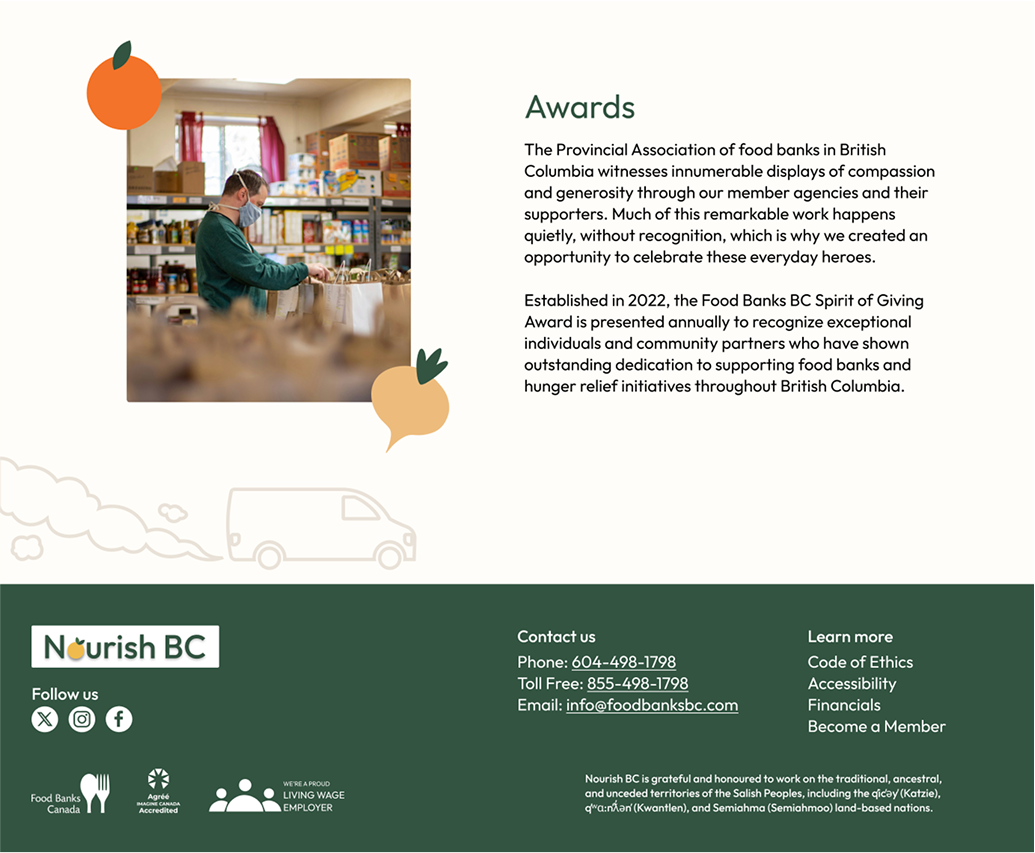 Awards
The Provincial Association of food banks in British
Columbia witnesses innumerable displays of compassion
and generosity through our member agencies and their
supporters. Much of this remarkable work happens
quietly, without recognition, which is why we created an
opportunity to celebrate these everyday heroes.
Established in 2022, the Food Banks BC Spirit of Giving
Award is presented annually to recognize exceptional
individuals and community partners who have shown
outstanding dedication to supporting food banks and
hunger relief initiatives throughout British Columbia.
Nourish BC
Follow us
Contact us
Phone: 604-498-1798
Toll Free: 855-498-1798
Email: info@foodbanksbc.com
Learn more
Code of Ethics
Accessibility
Financials
Become a Member
Food Banks
Canada
Agréé
IMAGINE CANADA
Accredited
WE'RE A PROUD
LIVING WAGE
EMPLOYER
Nourish BC is grateful and honoured to work on the traditional, ancestral,
and unceded territories of the Salish Peoples, including the q̓ic̓əy̓ (Katzie),
(Kwantlen), and Semiahma (Semiahmoo) land-based nations.